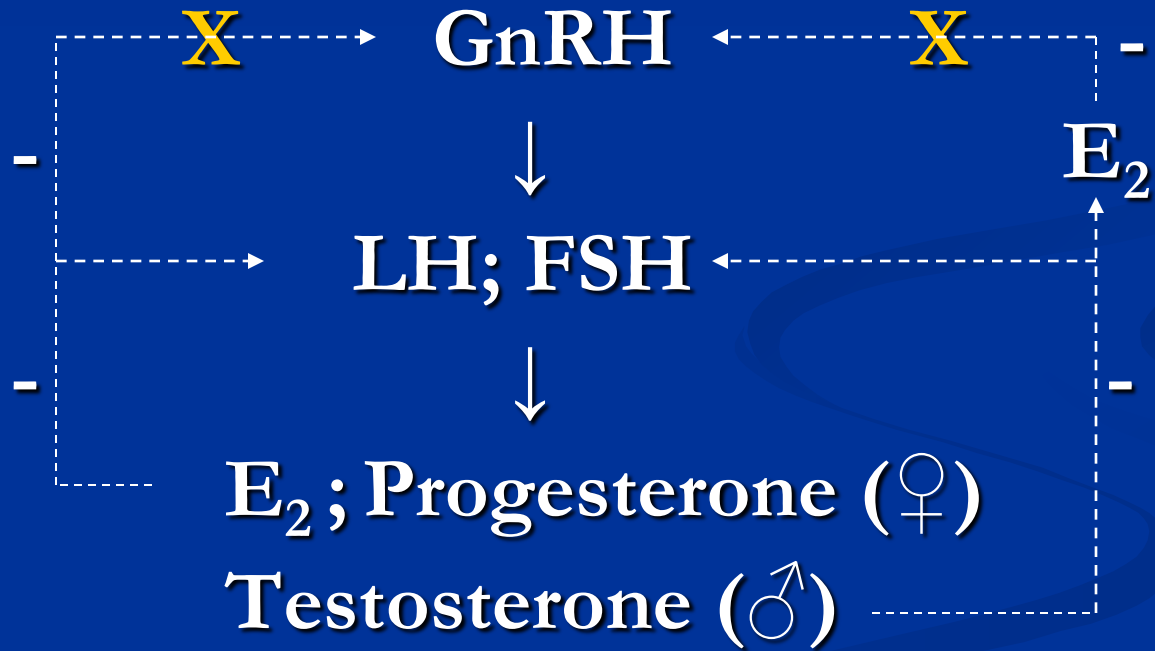 X GnRH X -
↓
- E₂
LH; FSH
↓
- -
E₂ ; Progesterone (♀)
Testosterone (♂)